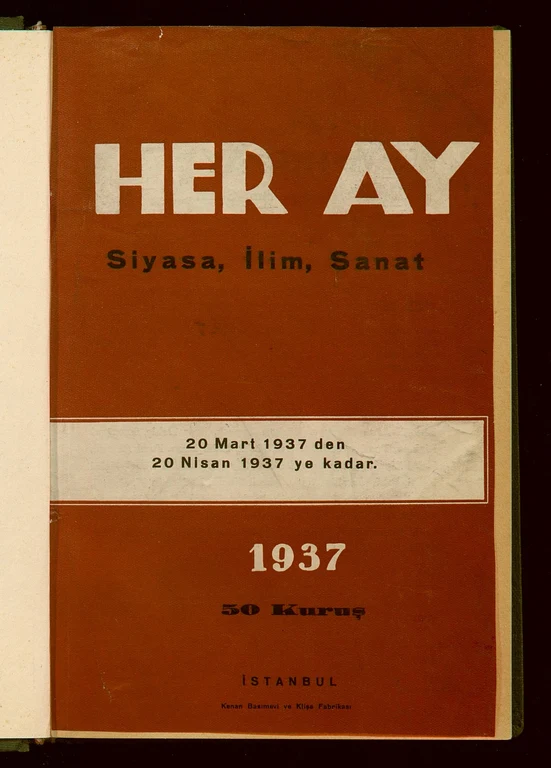 HER AY
Siyasa, İlim, Sanat
20 Mart 1937 den
20 Nisan 1937 ye kadar.
1937
50 Kuruş
İSTANBUL
Kenan Basımevi ve Klişe Fabrikası